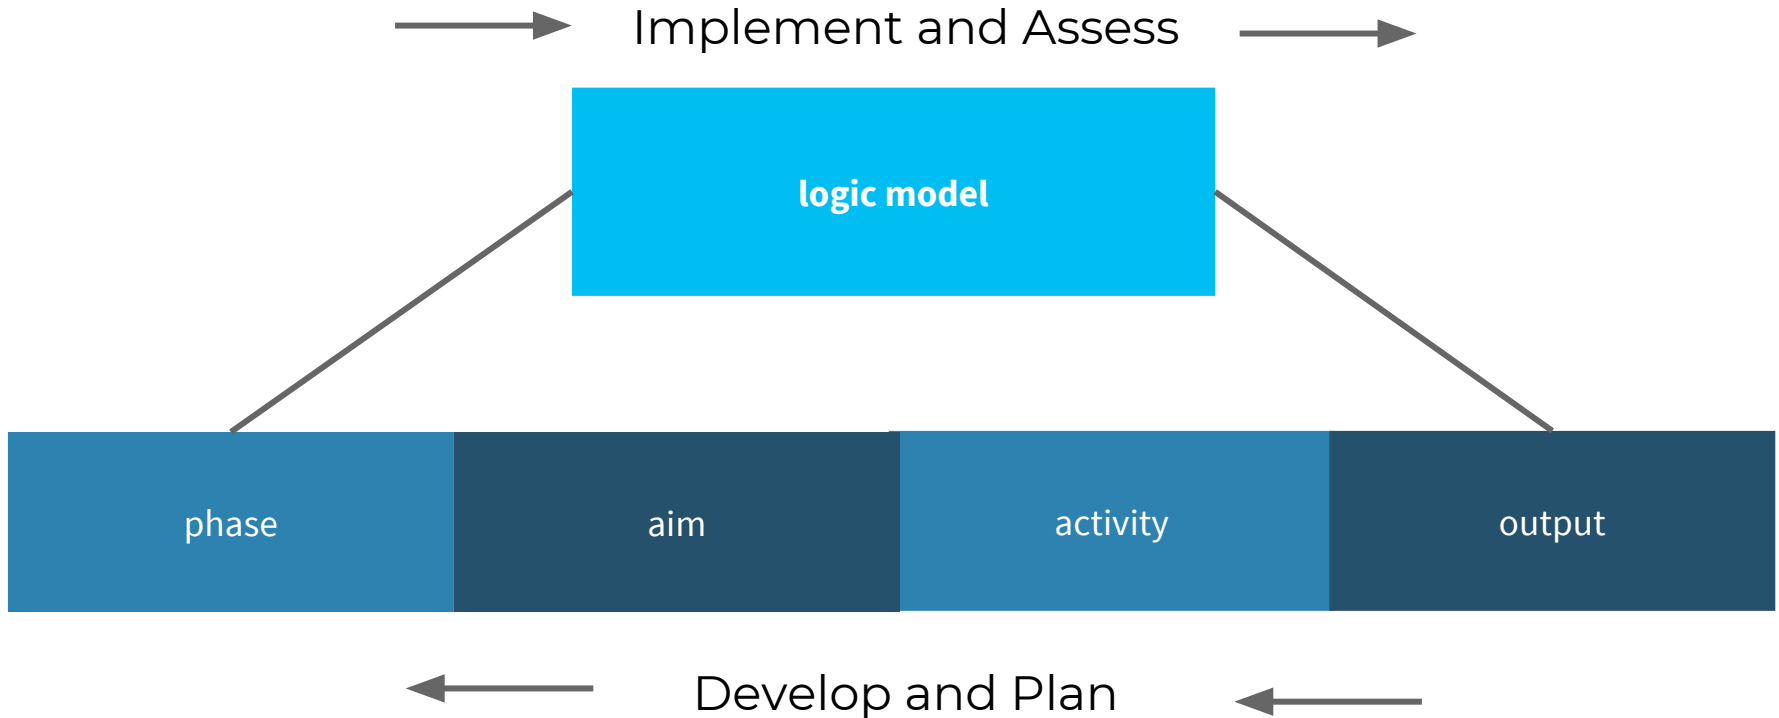 Implement and Assess
logic model
phase
aim
activity
output
Develop and Plan